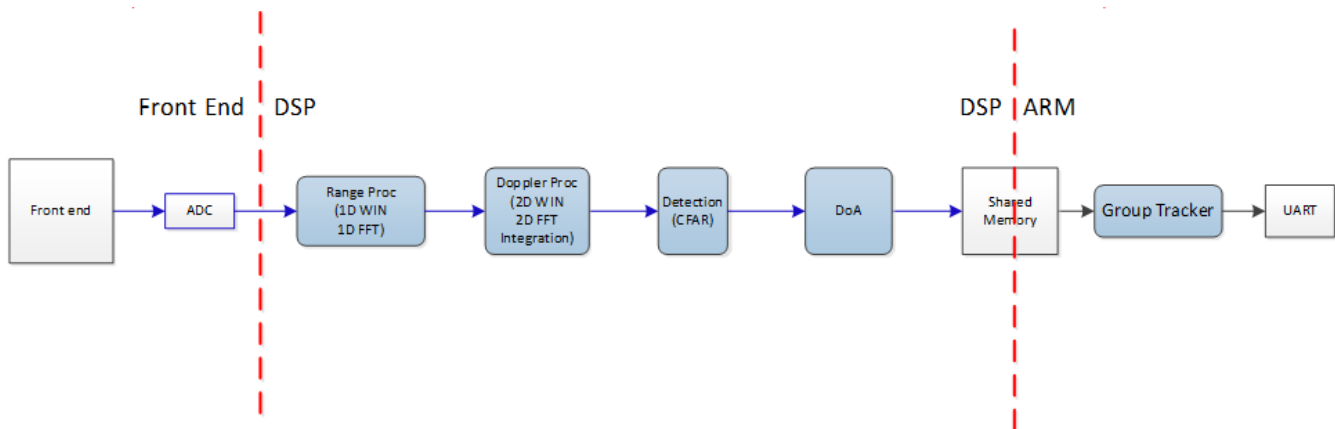 Front End DSP
DSP ARM
Front end
ADC
Range Proc
(1D WIN
1D FFT)
Doppler Proc
(2D WIN
2D FFT
Integration)
Detection
(CFAR)
DoA
Shared
Memory
Group Tracker
UART